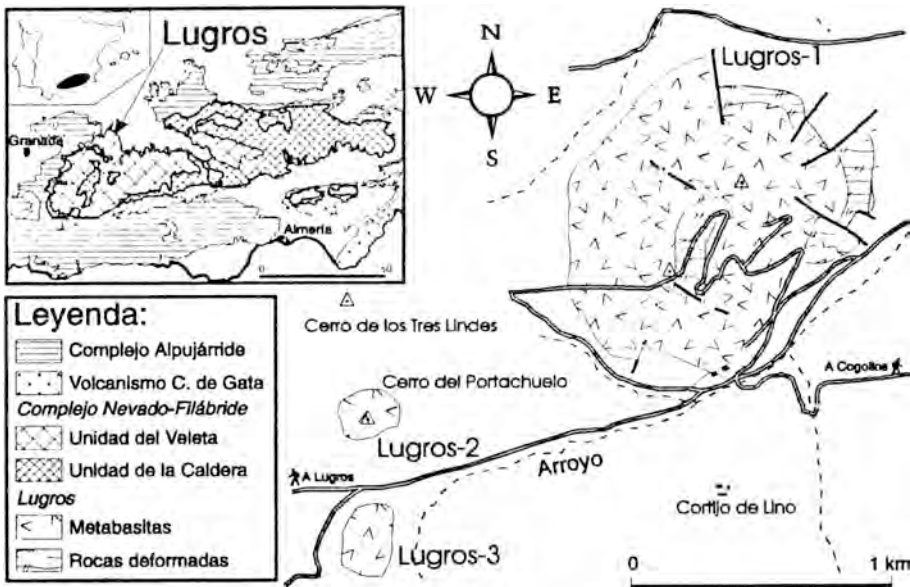 Lugros
Granada
Almería
0 50
Leyenda:
Complejo Alpujárride
Volcanismo C. de Gata
Complejo Nevado-Filábride
Unidad del Veleta
Unidad de la Caldera
Lugros
Metabasitas
Rocas deformadas
N
W E
S
Lugros-1
Cerro de los Tres Lindes
Cerro del Portachuelo
A Cogollos
Lugros-2
Arroyo
A Lugros
Cortijo de Lino
Lugros-3
0 1 km